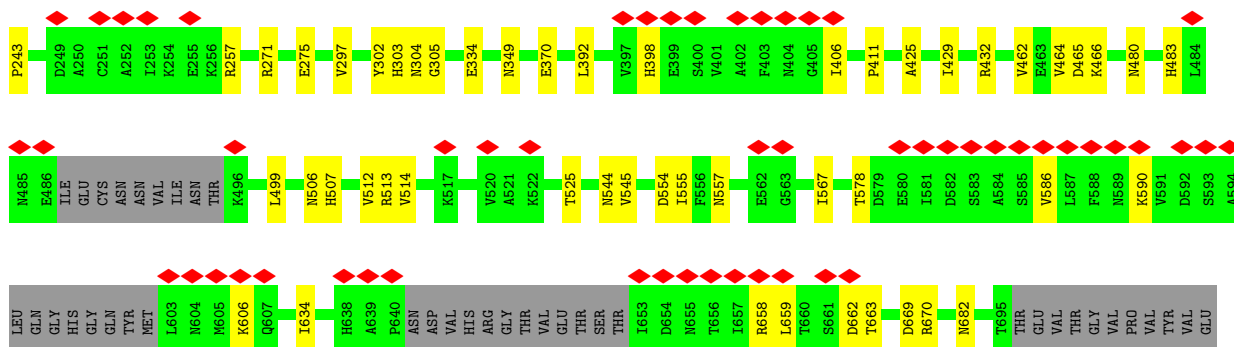 P243 D249 A250 C251 A252 I253 K254 E255 K256 R257 R271 E275 V297 Y302 H303 N304 G305 E334 N349 E370 L392 V397 H398 E399 S400 V401 A402 F403 N404 G405 I406 P411 A425 I429 R432 V462 E463 V464 D465 K466 N480 H483 L484
N485 E486 ILE GLU CYS ASN ASN VAL ILE ASN THR K496 L499 N506 H507 V512 R513 V514 K517 V520 A521 K522 T525 N544 V545 D554 I555 F556 N557 E562 G563 I567 T578 D579 E580 I581 D582 S583 A584 S585 V586 L587 F588 N589 K590 V591 D592 S593 A594
LEU GLN GLY HIS GLY GLN TYR MET L603 N604 M605 K606 Q607 I634 H638 A639 P640 ASN ASP VAL HIS ARG GLY THR VAL GLU THR SER THR I653 D654 N655 T656 I657 R658 L659 T660 S661 D662 T663 D669 R670 N682 T695 THR GLU VAL THR GLY VAL PRO VAL TYR VAL GLU